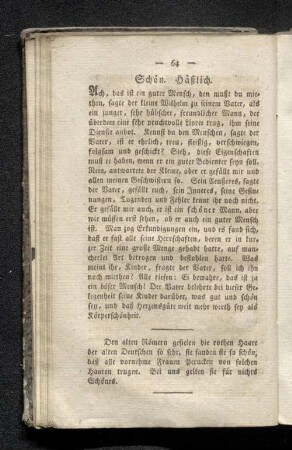 — 64 —
Schön. Häßlich.
Ach, das ist ein guter Mensch, den mußt du mie-
then, sagte der kleine Wilhelm zu seinem Vater, als
ein junger, sehr hübscher, freundlicher Mann, der
überdem eine sehr prachtvolle Livree trug, ihm seine
Dienste anbot. Kennst du den Menschen, sagte der
Vater, ist er ehrlich, treu, fleißig, verschwiegen,
folgsam und geschickt? Sieh, diese Eigenschaften
muß er haben, wenn er ein guter Bedienter seyn soll.
Nein, antwortete der Kleine, aber er gefällt mir und
allen meinen Geschwistern so. Sein Aeusseres, sagte
der Vater, gefällt euch, sein Inneres, seine Gesin-
nungen, Tugenden und Fehler kennt ihr noch nicht.
Er gefällt mir auch, er ist ein schöner Mann, aber
wir müssen erst sehen, ob er auch ein guter Mensch
ist. Man zog Erkundigungen ein, und es fand sich,
daß er fast alle seine Herrschaften, deren er in kur-
zer Zeit eine große Menge gehabt hatte, auf man-
cherlei Art betrogen und bestohlen hatte. Was
meint ihr, Kinder, fragte der Vater, soll ich ihn
noch miethen? Alle riefen: Ei bewahre, das ist ja
ein böser Mensch! Der Vater belehrte bei dieser Ge-
legenheit seine Kinder darüber, was gut und schön
sey, und daß Herzensgüte weit mehr werth sey als
Körperschönheit.
Den alten Römern gefielen die rothen Haare
der alten Deutschen so sehr, sie fanden sie so schön,
daß alle vornehme Frauen Perucken von solchen
Haaren trugen. Bei uns gelten sie für nichts
Schönes.